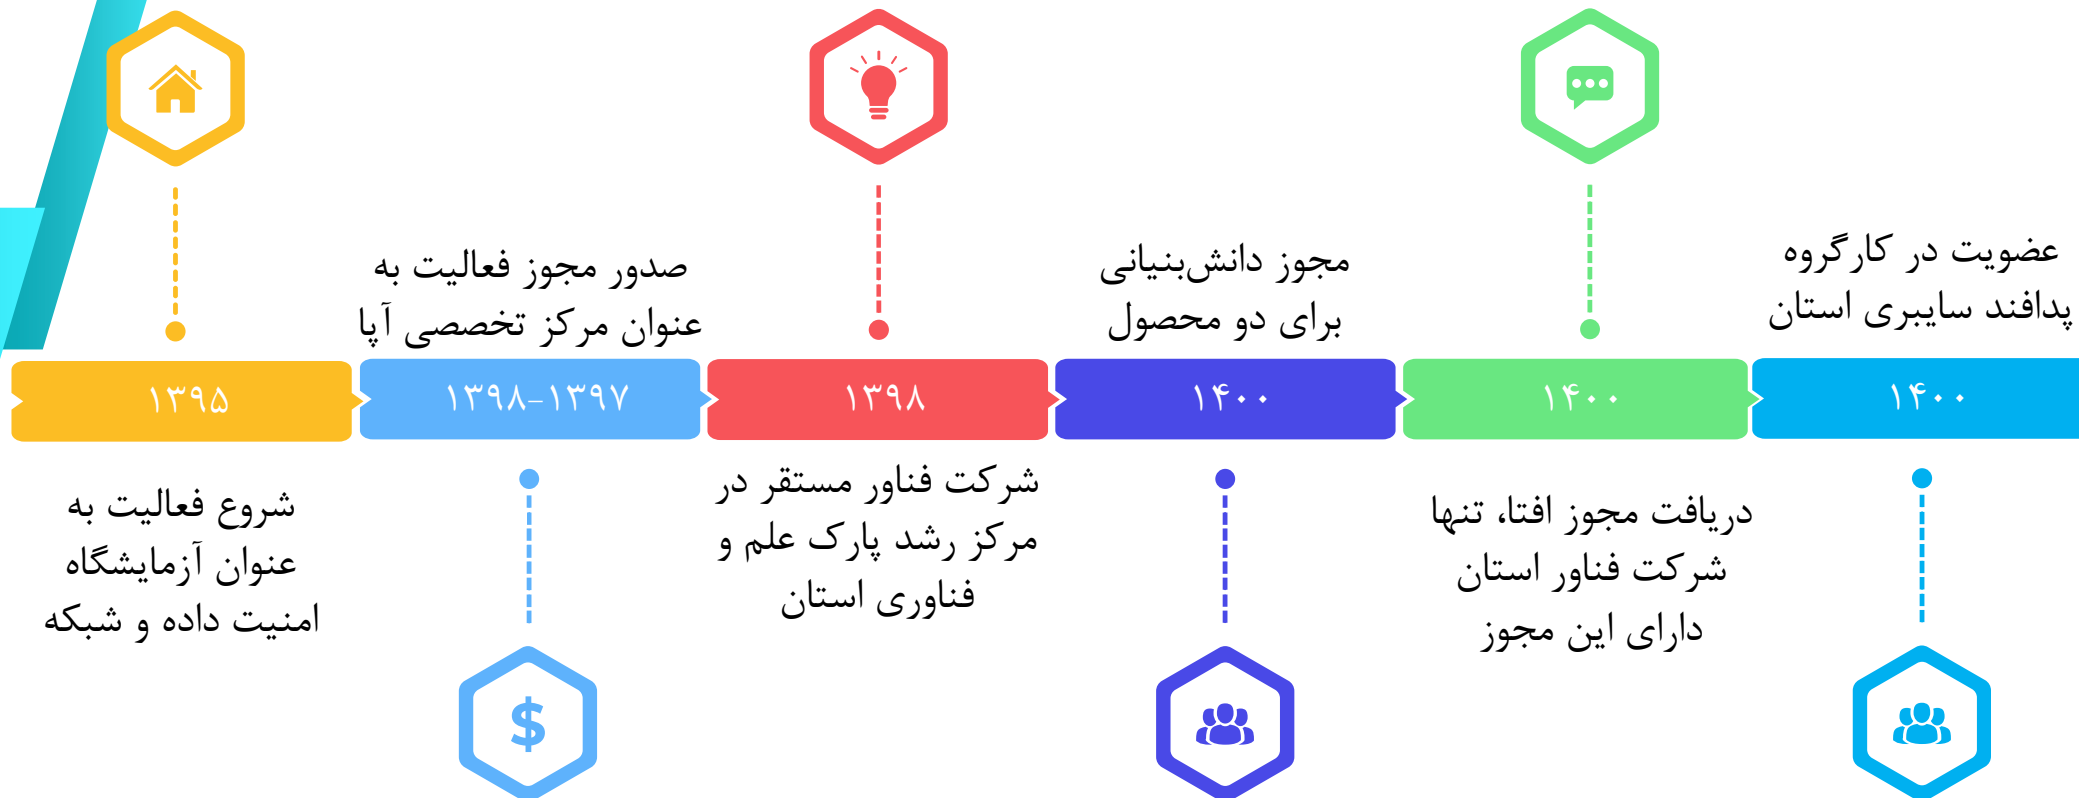 ۱۳۹۵
شروع فعالیت به
عنوان آزمایشگاه
امنیت داده و شبکه
صدور مجوز فعالیت به
عنوان مرکز تخصصی آپا
۱۳۹۸-۱۳۹۷
۱۳۹۸
شرکت فناور مستقر در
مرکز رشد پارک علم و
فناوری استان
مجوز دانش‌بنیانی
برای دو محصول
۱۴۰۰
۱۴۰۰
دریافت مجوز افتا، تنها
شرکت فناور استان
دارای این مجوز
عضویت در کارگروه
پدافند سایبری استان
۱۴۰۰